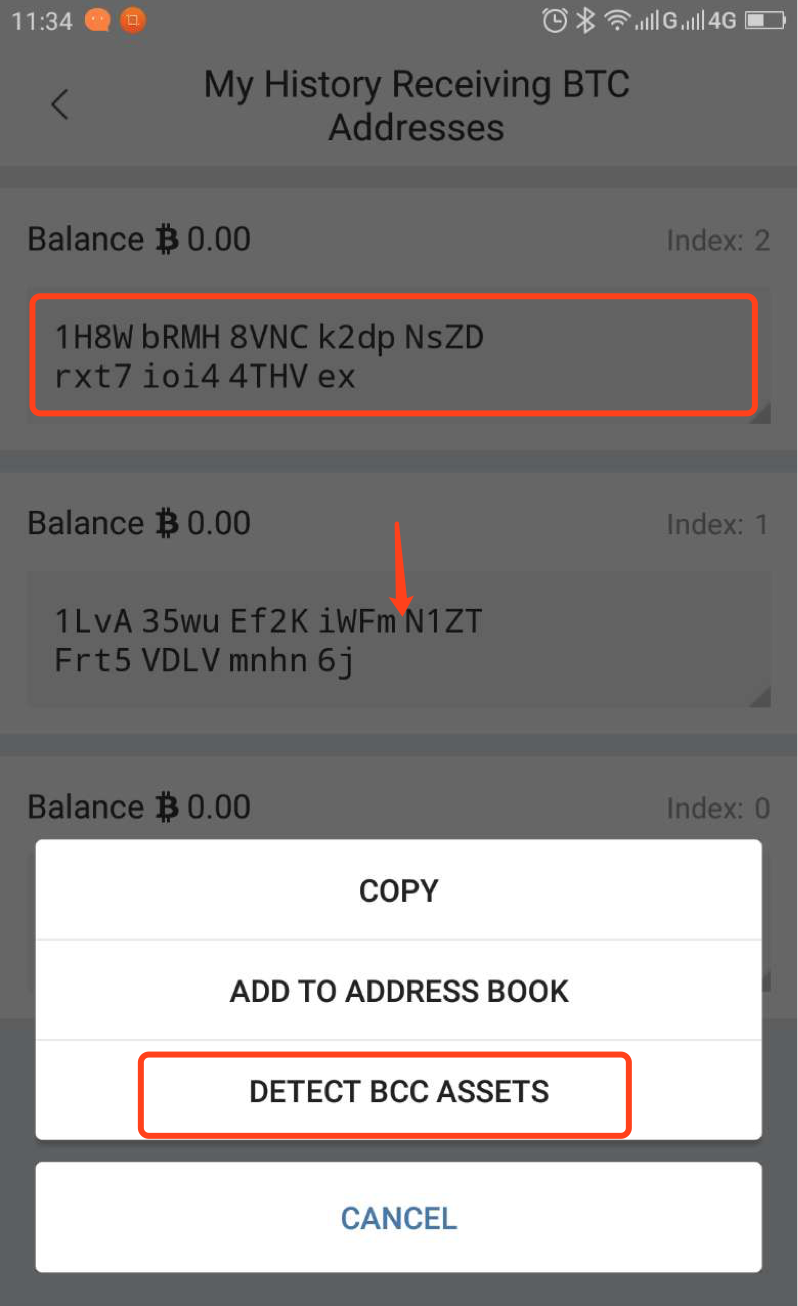 11:34 G 4G
My History Receiving BTC
Addresses
Balance ₿ 0.00 Index: 2
1H8W bRMH 8VNC k2dp NsZD
rxt7 ioi4 4THV ex
Balance ₿ 0.00 Index: 1
1LvA 35wu Ef2K iWFm N1ZT
Frt5 VDLV mnhn 6j
Balance ₿ 0.00 Index: 0
COPY
ADD TO ADDRESS BOOK
DETECT BCC ASSETS
CANCEL